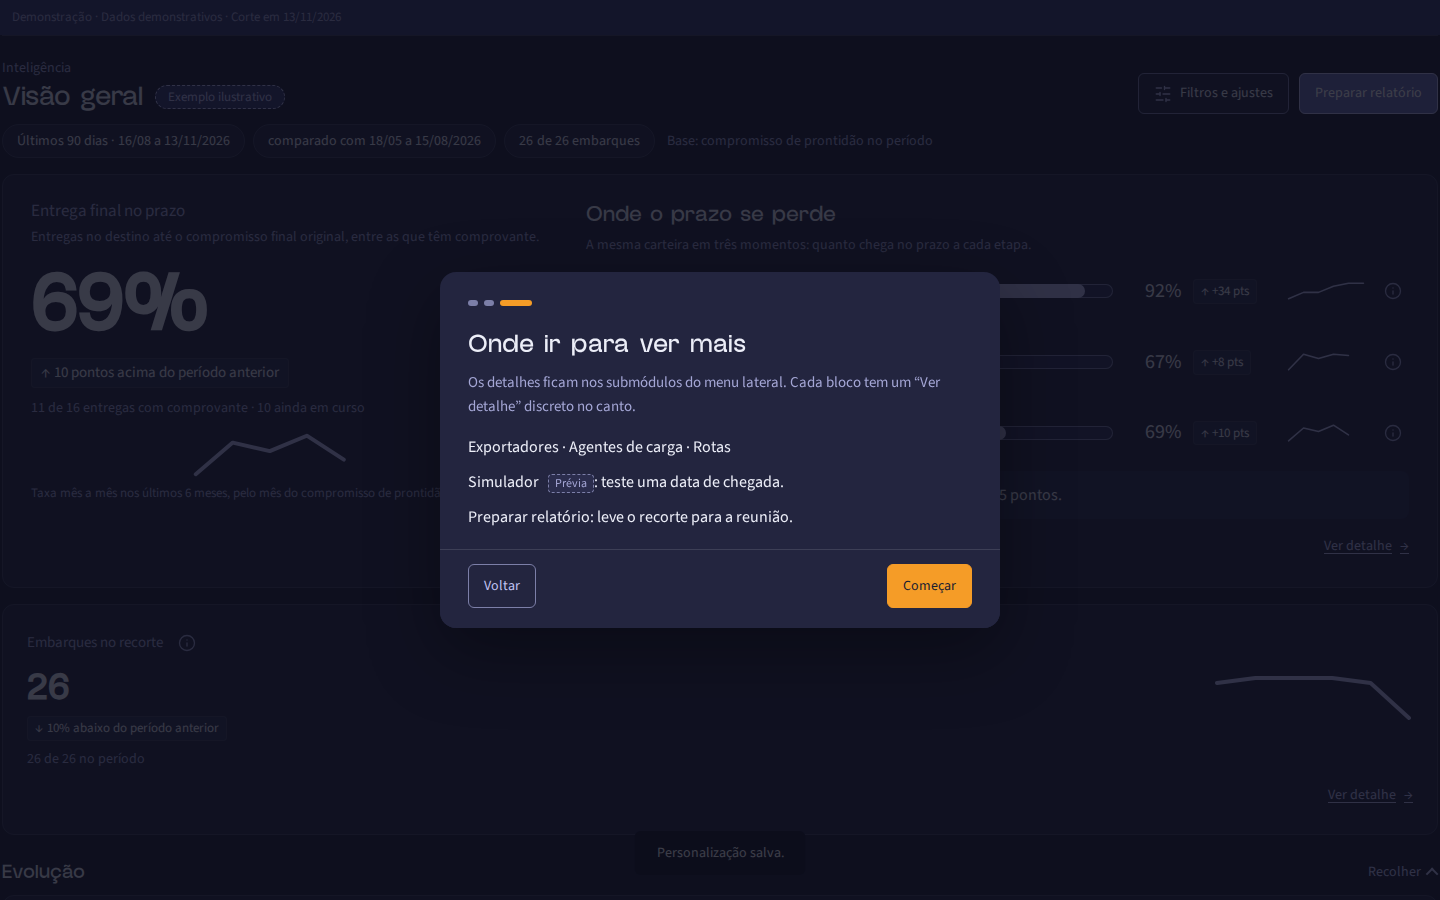 Demonstração · Dados demonstrativos · Corte em 13/11/2026
Inteligência
Visão geral
Exemplo ilustrativo
Filtros e ajustes
Preparar relatório
Últimos 90 dias · 16/08 a 13/11/2026
comparado com 18/05 a 15/08/2026
26 de 26 embarques
Base: compromisso de prontidão no período
Entrega final no prazo
Entregas no destino até o compromisso final original, entre as que têm comprovante.
69%
↑ 10 pontos acima do período anterior
11 de 16 entregas com comprovante · 10 ainda em curso
Taxa mês a mês nos últimos 6 meses, pelo mês do compromisso de prontid
Onde o prazo se perde
A mesma carteira em três momentos: quanto chega no prazo a cada etapa.
92%
↑ +34 pts
67%
↑ +8 pts
69%
↑ +10 pts
5 pontos.
Ver detalhe →
Onde ir para ver mais
Os detalhes ficam nos submódulos do menu lateral. Cada bloco tem um “Ver
detalhe” discreto no canto.
Exportadores · Agentes de carga · Rotas
Simulador Prévia : teste uma data de chegada.
Preparar relatório: leve o recorte para a reunião.
Voltar
Começar
Embarques no recorte
26
↓ 10% abaixo do período anterior
26 de 26 no período
Ver detalhe →
Personalização salva.
Evolução
Recolher